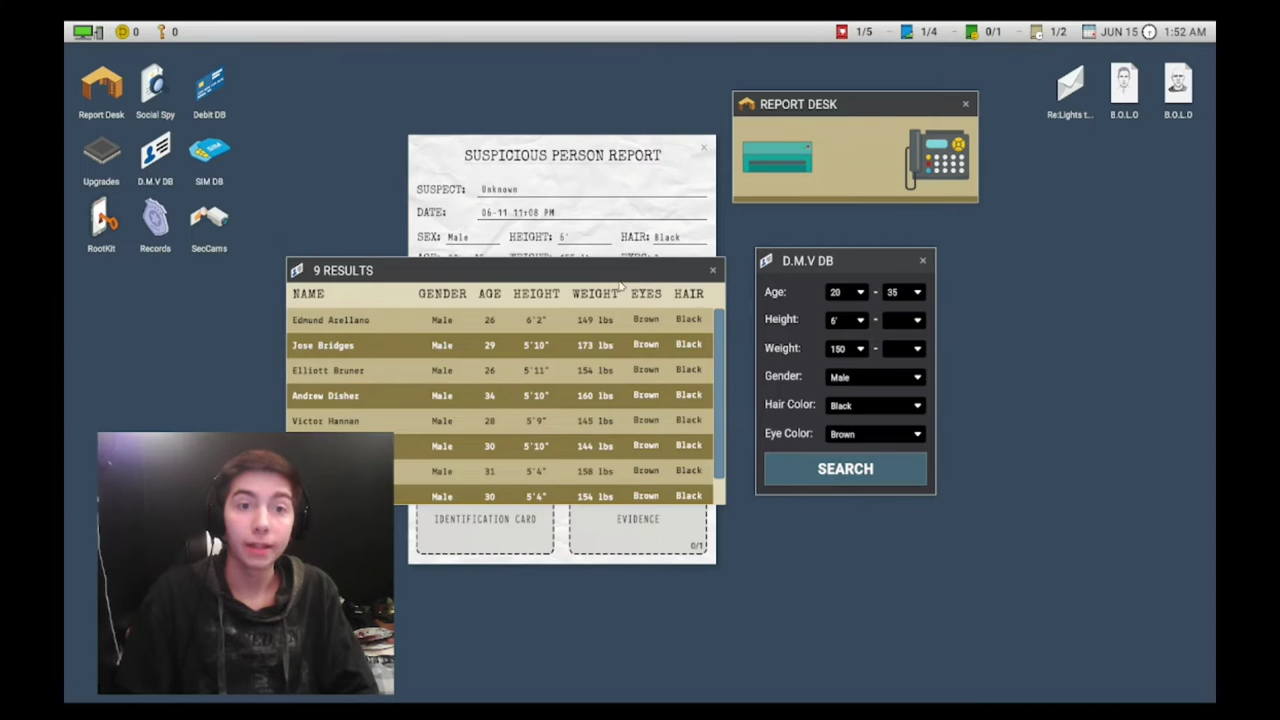 0 0 1/5 - 1/4 - 0/1 - 1/2 JUN 15 1:52 AM
Report Desk Social Spy Debit DB
Re:Lights t... B.O.L.O B.O.L.O
Upgrades D.M.V DB SIM DB
RootKit Records SecCams
REPORT DESK
SUSPICIOUS PERSON REPORT
SUSPECT: Unknown
DATE: 06-11 11:08 PM
SEX: Male HEIGHT: 6' HAIR: Black
9 RESULTS
NAME GENDER AGE HEIGHT WEIGHT EYES HAIR
Edmund Arellano Male 26 6'2" 149 lbs Brown Black
Jose Bridges Male 29 5'10" 173 lbs Brown Black
Elliott Bruner Male 26 5'11" 154 lbs Brown Black
Andrew Disher Male 34 5'10" 160 lbs Brown Black
Victor Hannan Male 28 5'9" 145 lbs Brown Black
Male 30 5'10" 144 lbs Brown Black
Male 31 5'4" 158 lbs Brown Black
Male 30 5'4" 154 lbs Brown Black
IDENTIFICATION CARD EVIDENCE
0/1
D.M.V DB
Age: 20 - 35
Height: 6' -
Weight: 150 -
Gender: Male
Hair Color: Black
Eye Color: Brown
SEARCH